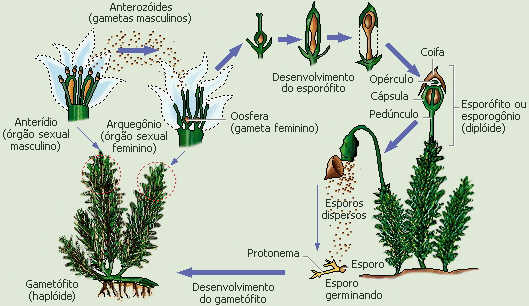 Anterozóides
(gametas masculinos)
Anterídio
(órgão sexual
masculino)
Arquegônio
(órgão sexual
feminino)
Oosfera
(gameta feminino)
Desenvolvimento
do esporófito
Coifa
Opérculo
Cápsula
Pedúnculo
Esporófito ou
esporogônio
(diplóide)
Esporos
dispersos
Protonema
Esporo
Esporo
germinando
Desenvolvimento
do gametófito
Gametófito
(haplóide)